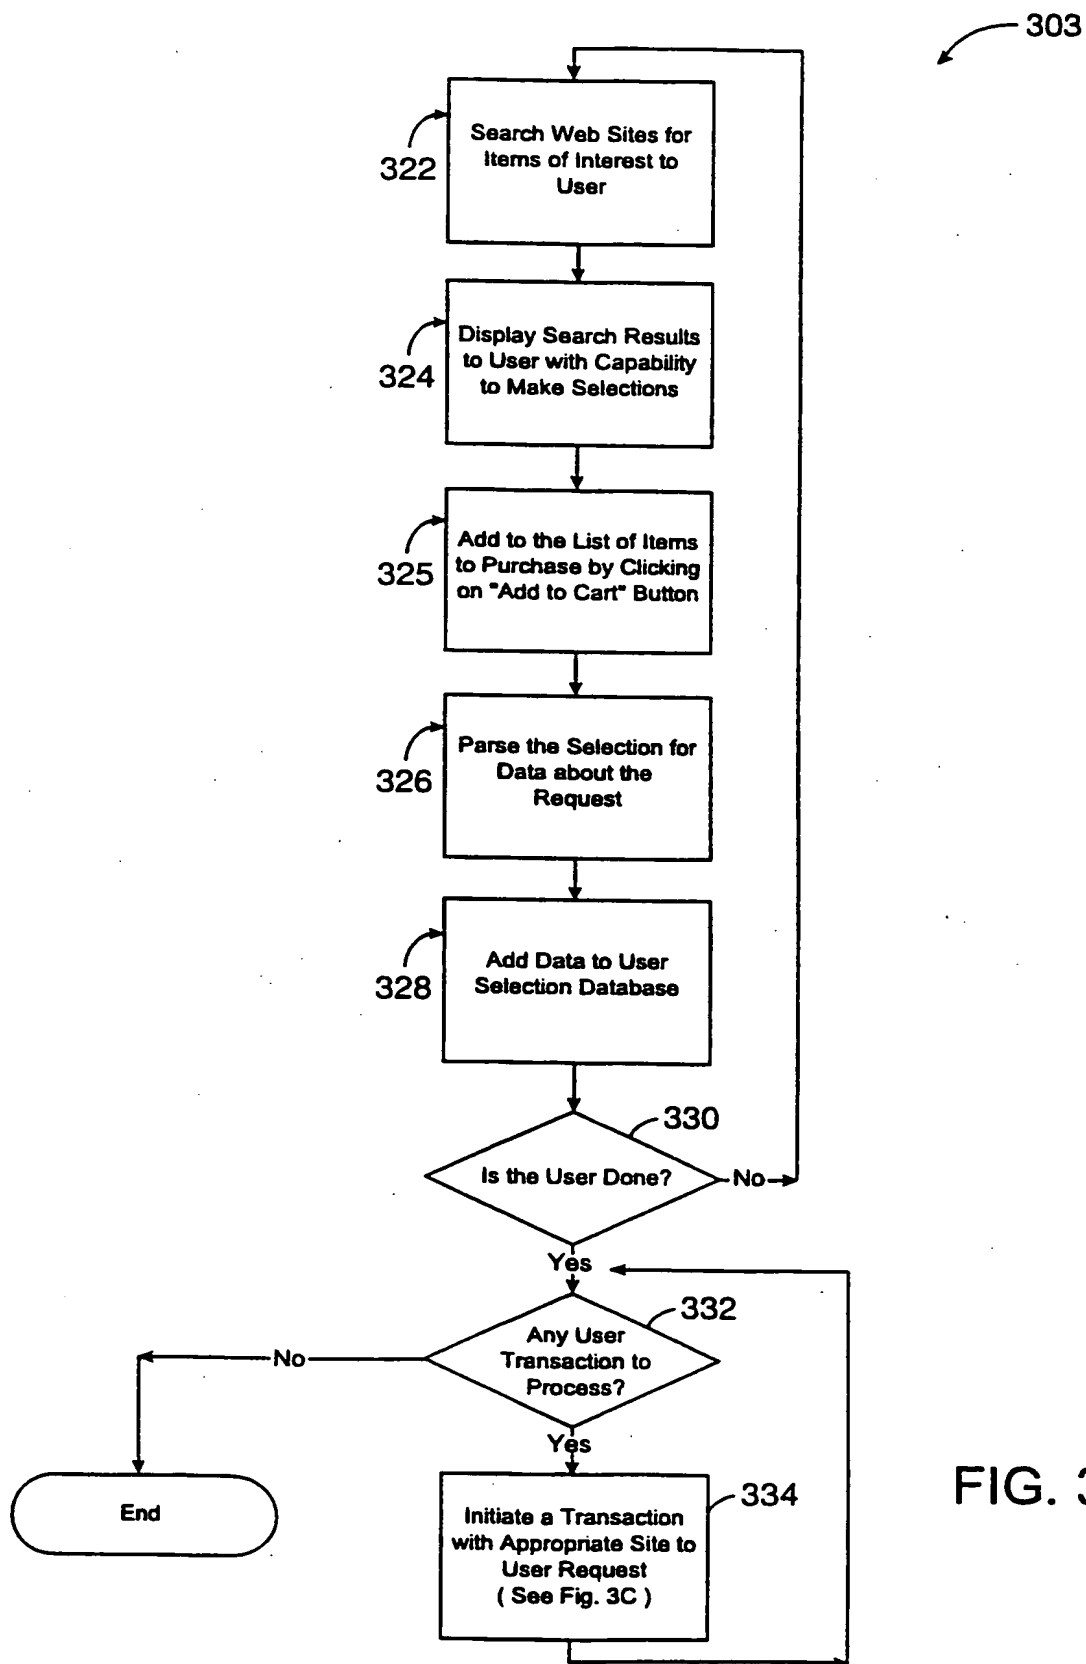 303
322
Search Web Sites for
Items of Interest to
User
324
Display Search Results
to User with Capability
to Make Selections
325
Add to the List of Items
to Purchase by Clicking
on "Add to Cart" Button
326
Parse the Selection for
Data about the
Request
328
Add Data to User
Selection Database
330
Is the User Done?
No
Yes
332
Any User
Transaction to
Process?
No
Yes
End
334
Initiate a Transaction
with Appropriate Site to
User Request
( See Fig. 3C )
FIG. 3